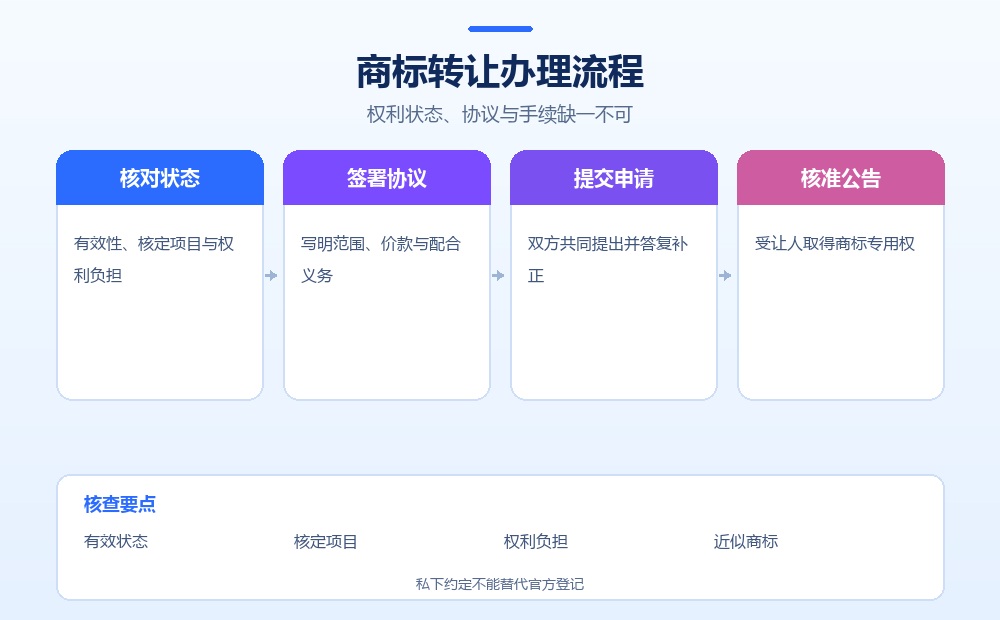 商标转让办理流程
权利状态、协议与手续缺一不可
核对状态
有效性、核定项目与权
利负担
签署协议
写明范围、价款与配合
义务
提交申请
双方共同提出并答复补
正
核准公告
受让人取得商标专用权
核查要点
有效状态
核定项目
权利负担
近似商标
私下约定不能替代官方登记